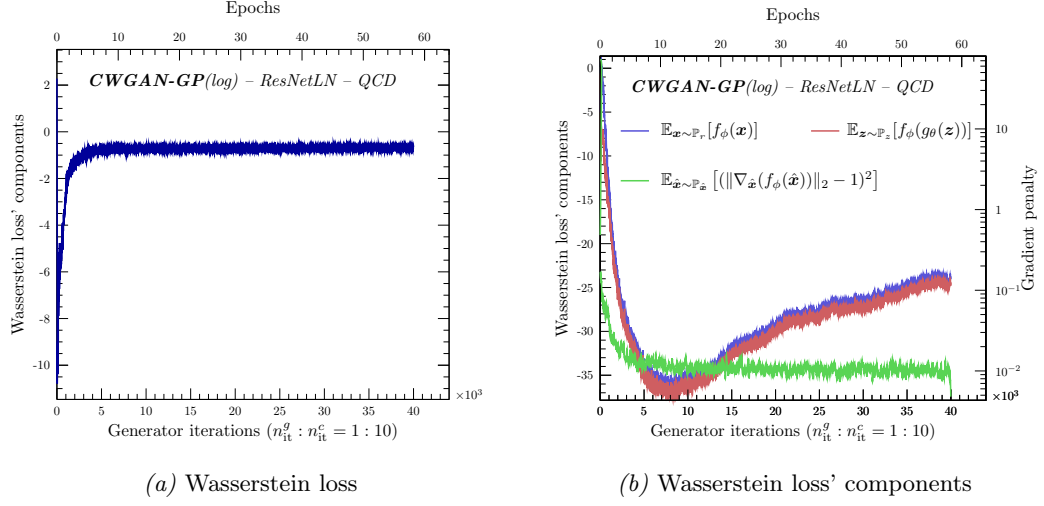 Epochs
0 10 20 30 40 50 60
CWGAN-GP(log) – ResNetLN – QCD
2
0
-2
-4
-6
-8
-10
Wasserstein loss' components
0 5 10 15 20 25 30 35 40
×10³
Generator iterations (n_it^g : n_it^c = 1 : 10)
(a) Wasserstein loss
Epochs
0 10 20 30 40 50 60
CWGAN-GP(log) – ResNetLN – QCD
𝔼_{x∼ℙ_r}[f_ϕ(x)]
𝔼_{z∼ℙ_z}[f_ϕ(g_θ(z))]
𝔼_{x̂∼ℙ_x̂} [(‖∇_x̂(f_ϕ(x̂))‖₂ − 1)²]
0
-5
-10
-15
-20
-25
-30
-35
Wasserstein loss' components
10
1
10⁻¹
10⁻²
Gradient penalty
0 5 10 15 20 25 30 35 40
×10³
Generator iterations (n_it^g : n_it^c = 1 : 10)
(b) Wasserstein loss' components